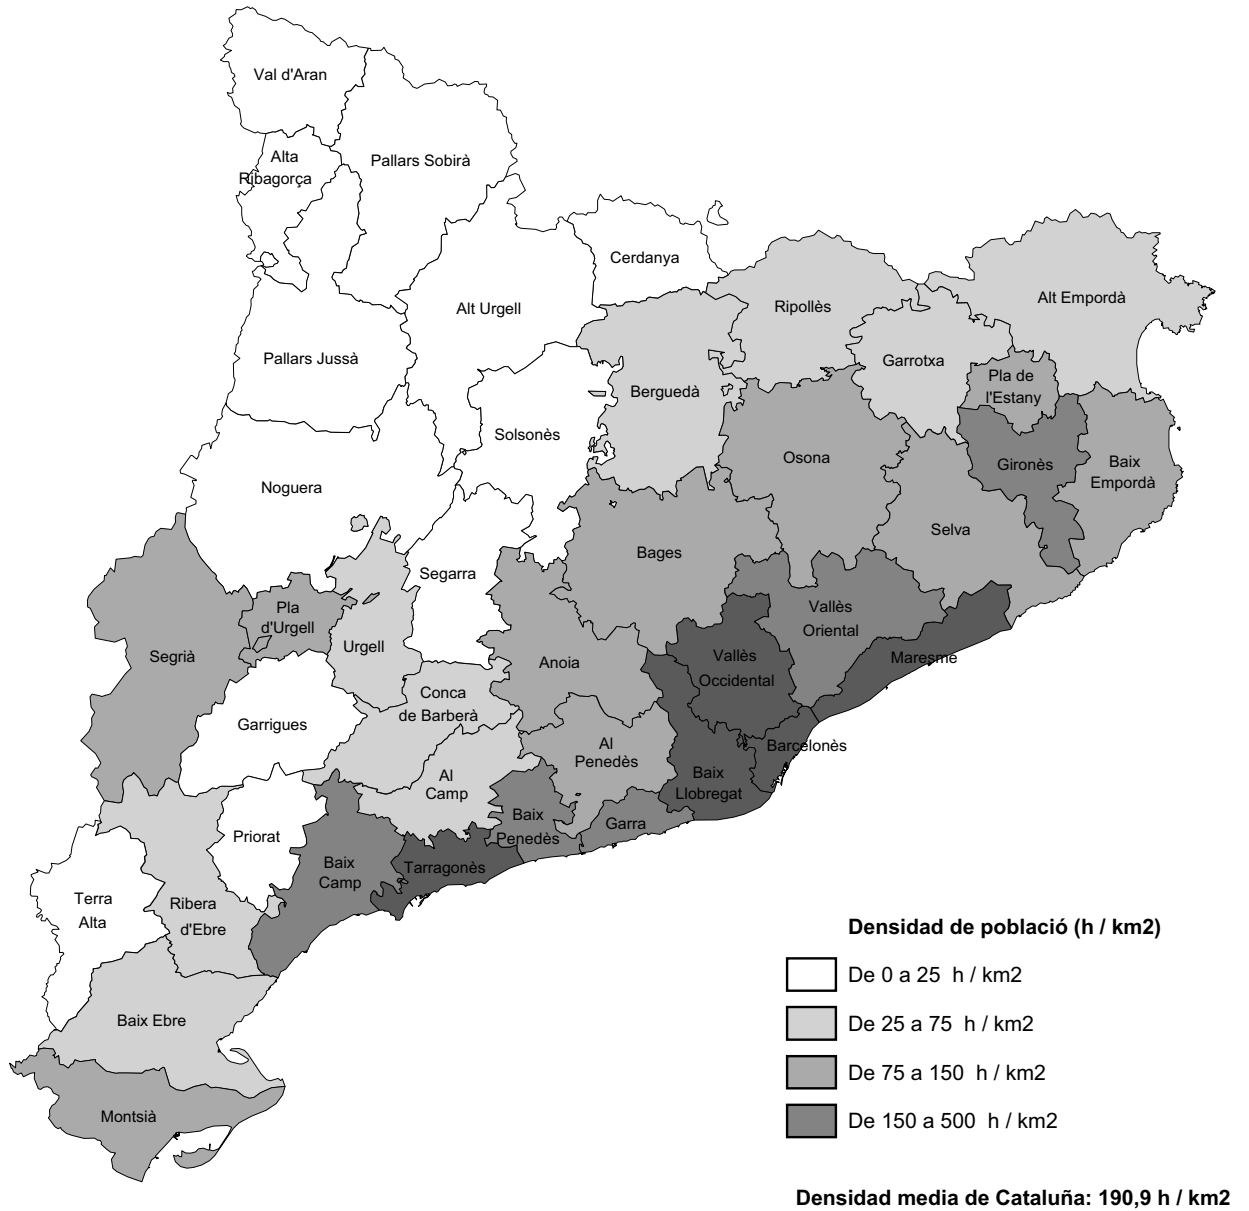 Val d'Aran
Alta
Ribagorça
Pallars Sobirà
Cerdanya
Alt Urgell
Ripollès
Alt Empordà
Pallars Jussà
Garrotxa
Pla de
l'Estany
Berguedà
Solsonès
Osona
Gironès
Baix
Empordà
Noguera
Selva
Bages
Segarra
Pla
d'Urgell
Vallès
Oriental
Urgell
Segrià
Anoia
Vallès
Occidental
Maresme
Conca
de Barberà
Garrigues
Al
Penedès
Barcelonès
Al
Camp
Baix
Llobregat
Baix
Penedès
Garra
Priorat
Baix
Camp
Tarragonès
Terra
Alta
Ribera
d'Ebre
Baix Ebre
Montsià
Densidad de població (h / km2)
De 0 a 25 h / km2
De 25 a 75 h / km2
De 75 a 150 h / km2
De 150 a 500 h / km2
Densidad media de Cataluña: 190,9 h / km2